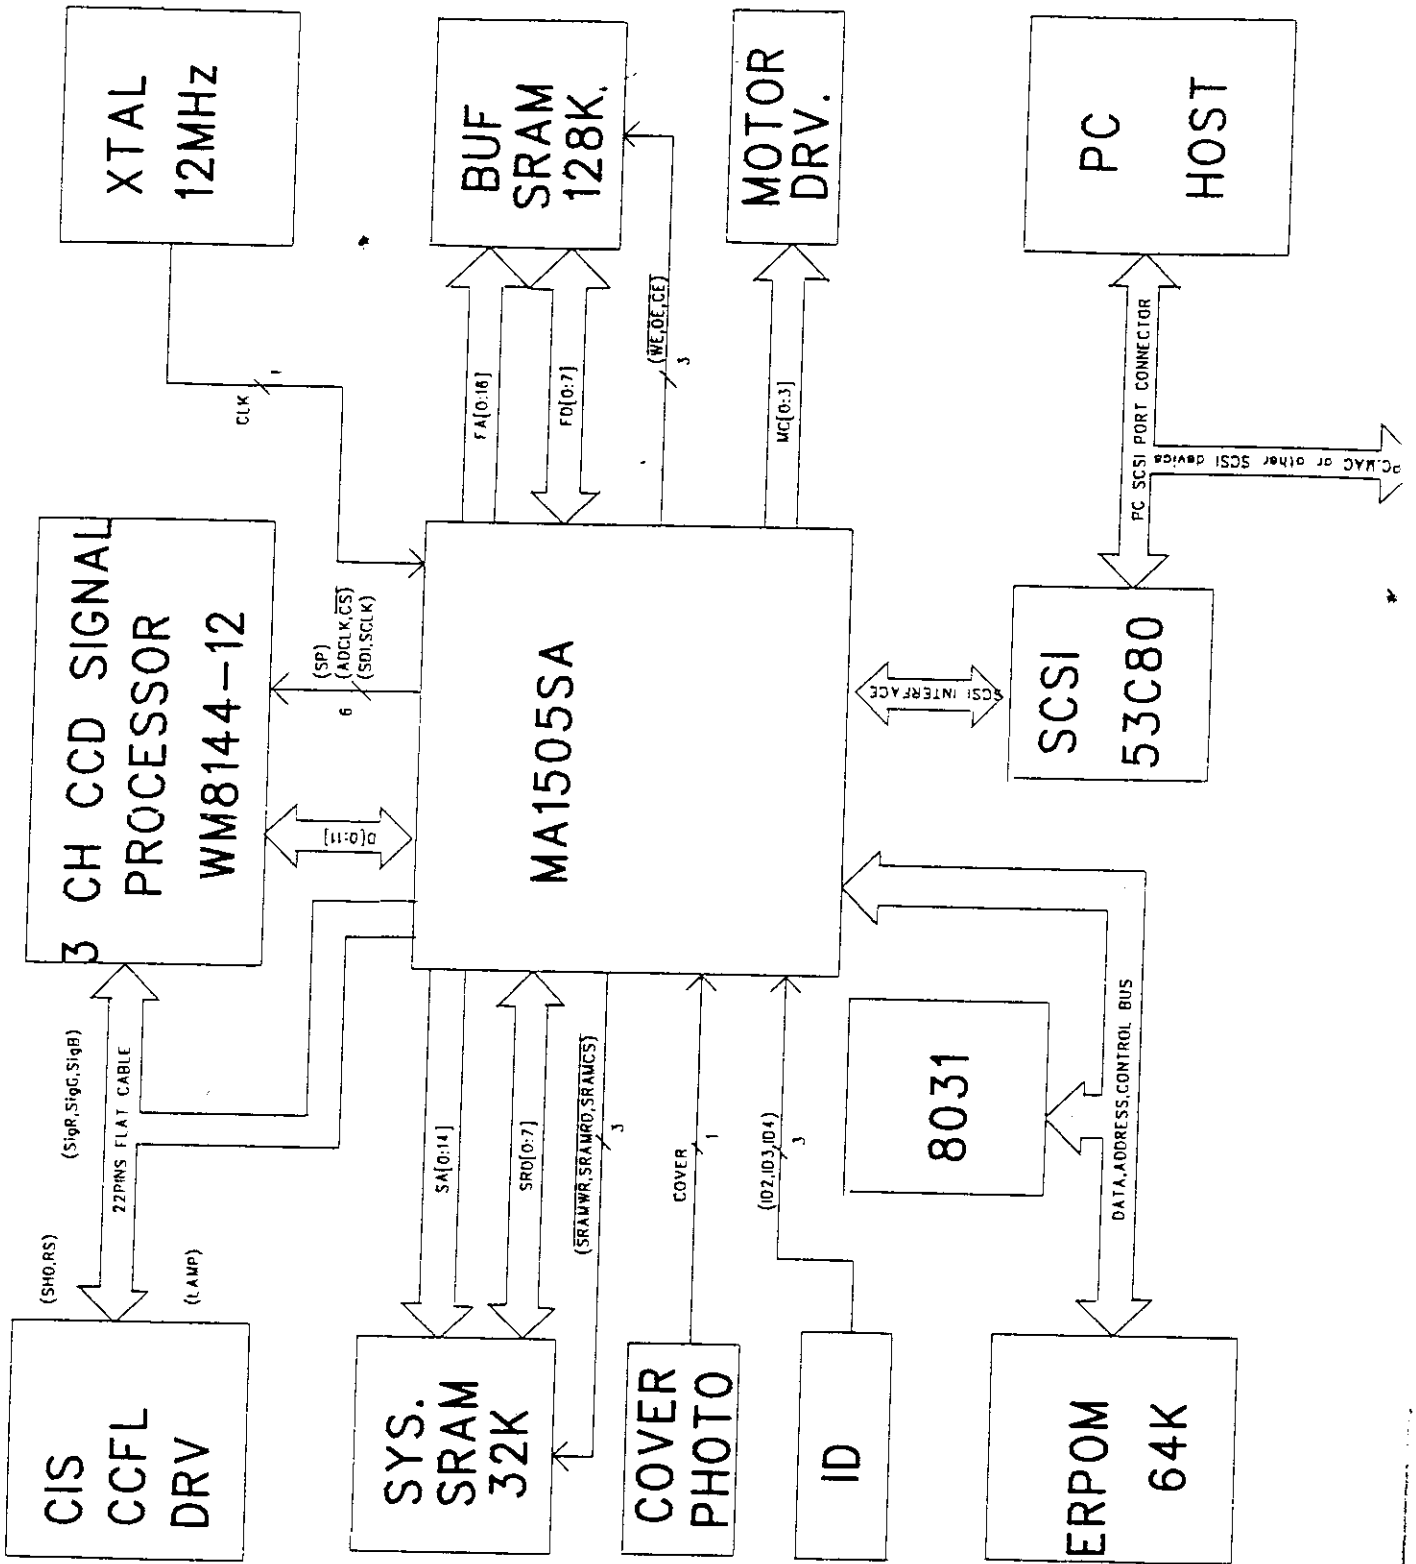 CIS
CCFL
DRV
(SHO,RS)
(LAMP)
(SigR,SigG,SigB)
22PINS FLAT CABLE
3 CH CCD SIGNAL
PROCESSOR
WM8144-12
XTAL
12MHz
CLK
1
D[0:11]
6
(SP)
(ADCLK,CS)
(SDI,SCLK)
SYS.
SRAM
32K
SA[0:14]
SRD[0:7]
(SRAMWR,SRAMRD,SRAMCS)
3
MA1505SA
FA[0:16]
FD[0:7]
(WE,OE,CE)
3
BUF
SRAM
128K.
COVER
PHOTO
COVER
1
MC[0:3]
MOTOR
DRV.
ID
(ID2,ID3,ID4)
3
SCSI INTERFACE
8031
SCSI
53C80
PC SCSI PORT CONNECTOR
PC,MAC or other SCSI device
PC
HOST
ERPOM
64K
DATA,ADDRESS,CONTROL BUS